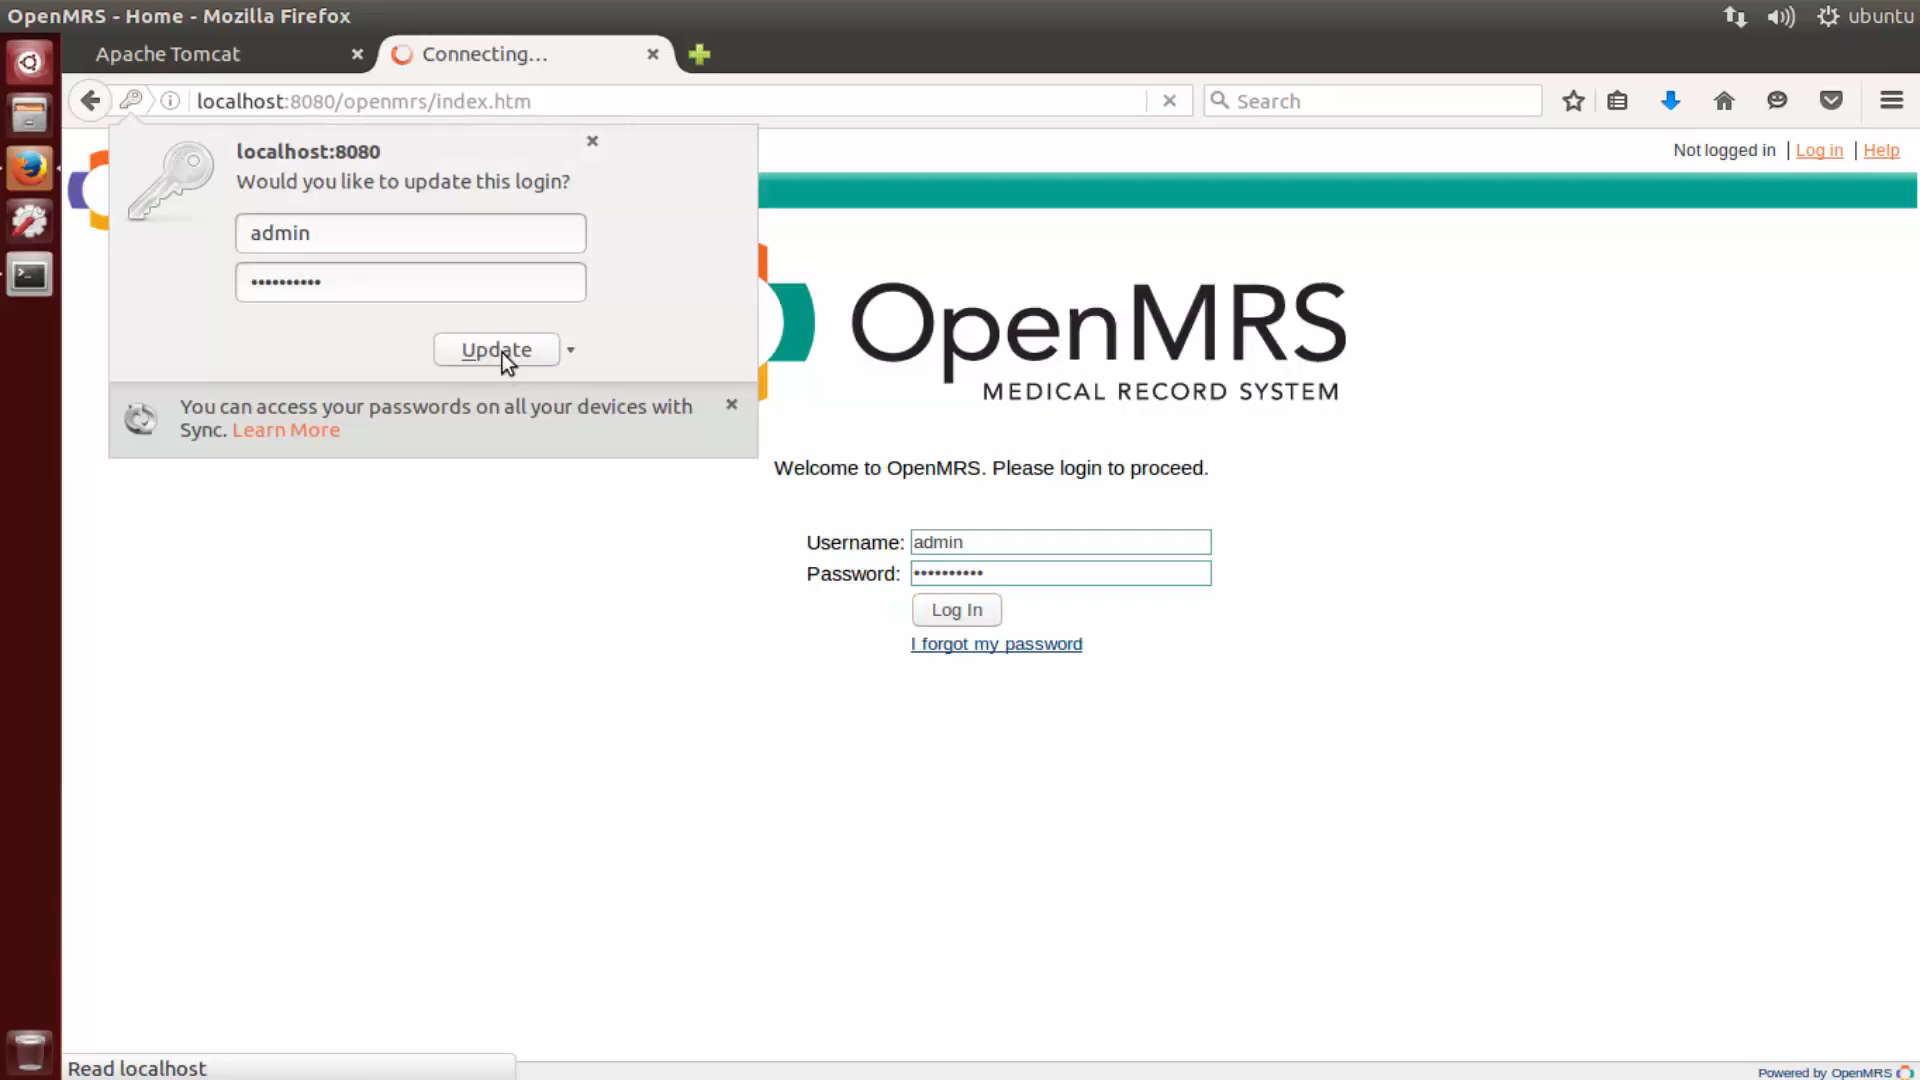 OpenMRS - Home - Mozilla Firefox
ubuntu
Apache Tomcat
Connecting...
localhost:8080/openmrs/index.htm
Search
localhost:8080
Would you like to update this login?
admin
••••••••••
Update
You can access your passwords on all your devices with
Sync. Learn More
Not logged in | Log in | Help
OpenMRS
MEDICAL RECORD SYSTEM
Welcome to OpenMRS. Please login to proceed.
Username: admin
Password: ••••••••••
Log In
I forgot my password
Read localhost
Powered by OpenMRS